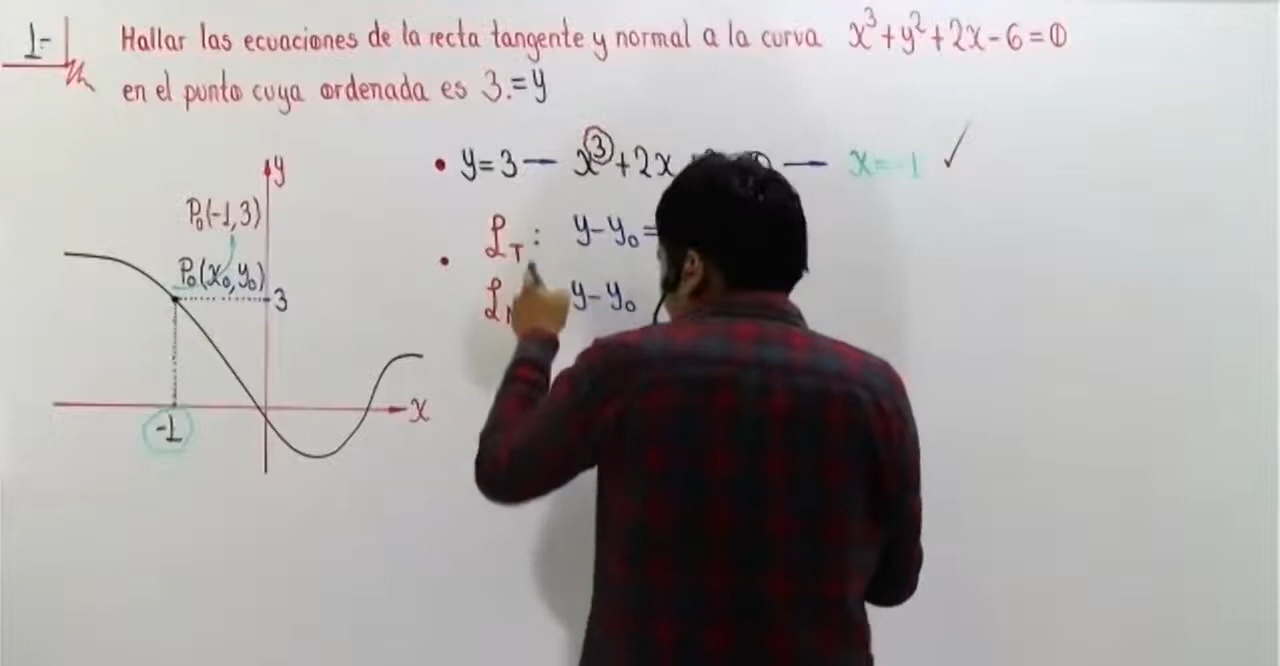 1-
Hallar las ecuaciones de la recta tangente y normal a la curva x³+y²+2x-6=0
en el punto cuya ordenada es 3.=y
• y=3 — x³+2x — x=-1 ✓
• L_T: y-y₀=
L y-y₀
y
P₀(-1,3)
P₀(x₀,y₀)
3
x
-1